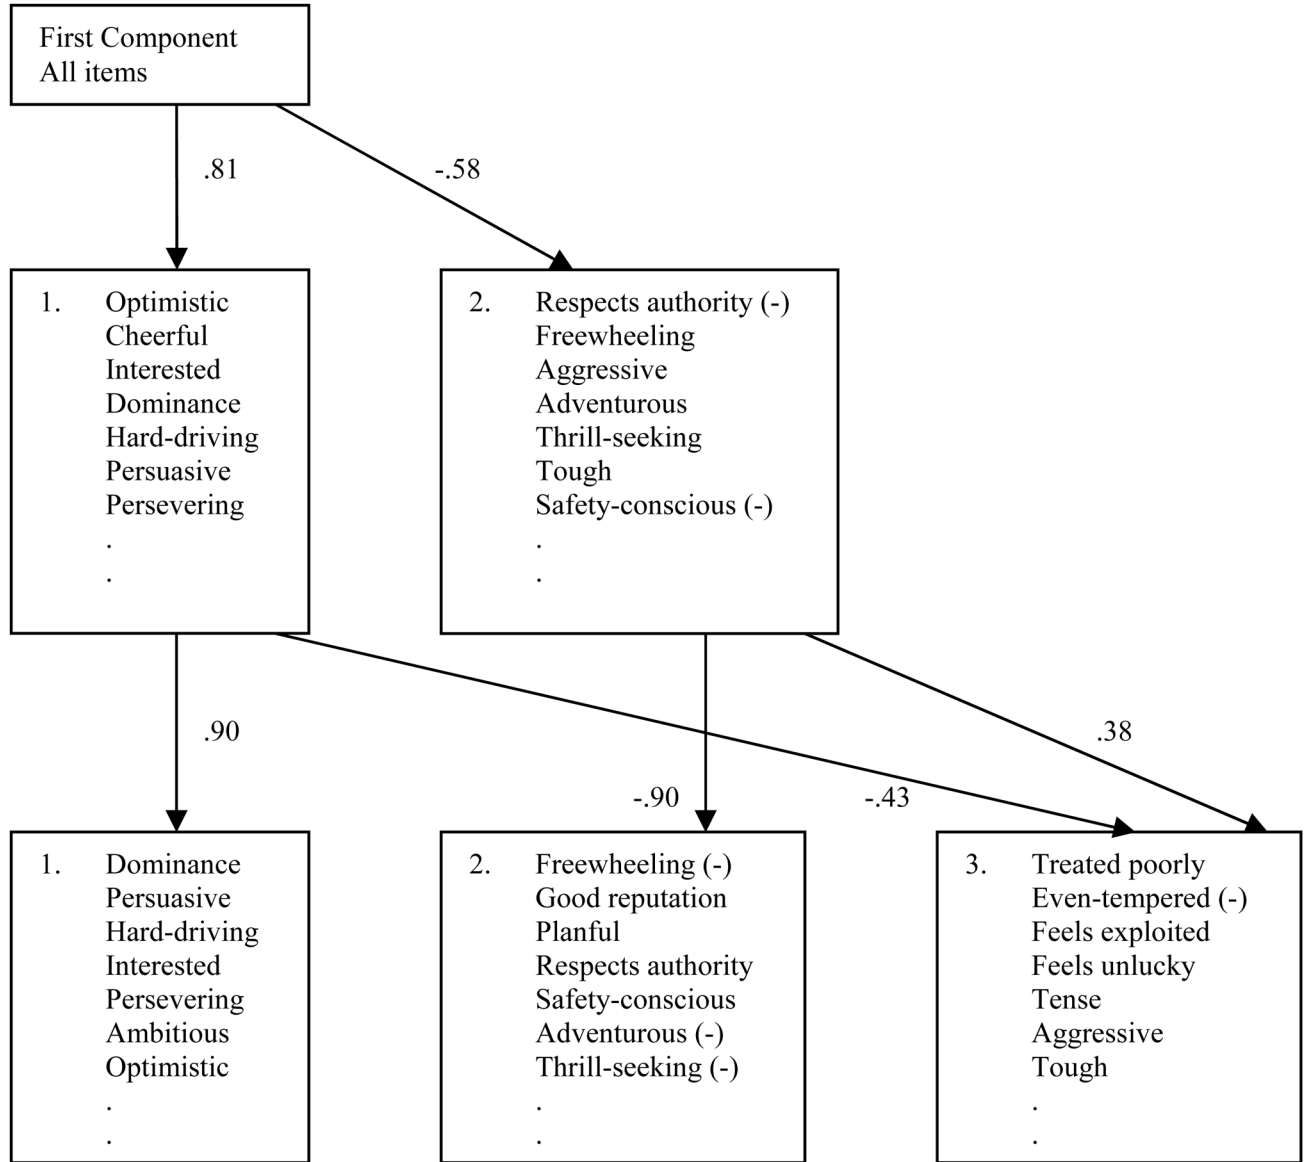 First Component
All items
.81
-.58
1. Optimistic
Cheerful
Interested
Dominance
Hard-driving
Persuasive
Persevering
.
.
2. Respects authority (-)
Freewheeling
Aggressive
Adventurous
Thrill-seeking
Tough
Safety-conscious (-)
.
.
.90
-.90
-.43
.38
1. Dominance
Persuasive
Hard-driving
Interested
Persevering
Ambitious
Optimistic
.
.
2. Freewheeling (-)
Good reputation
Planful
Respects authority
Safety-conscious
Adventurous (-)
Thrill-seeking (-)
.
.
3. Treated poorly
Even-tempered (-)
Feels exploited
Feels unlucky
Tense
Aggressive
Tough
.
.